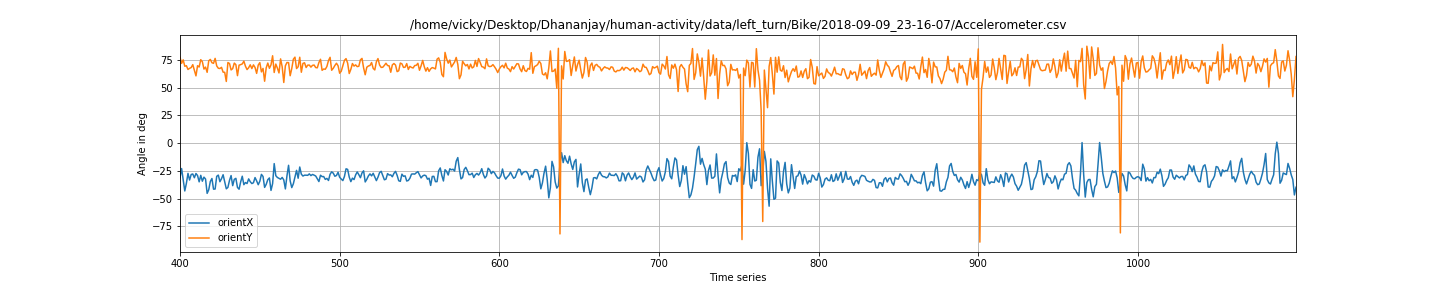 /home/vicky/Desktop/Dhananjay/human-activity/data/left_turn/Bike/2018-09-09_23-16-07/Accelerometer.csv
Angle in deg
75
50
25
0
−25
−50
−75
orientX
orientY
400 500 600 700 800 900 1000
Time series